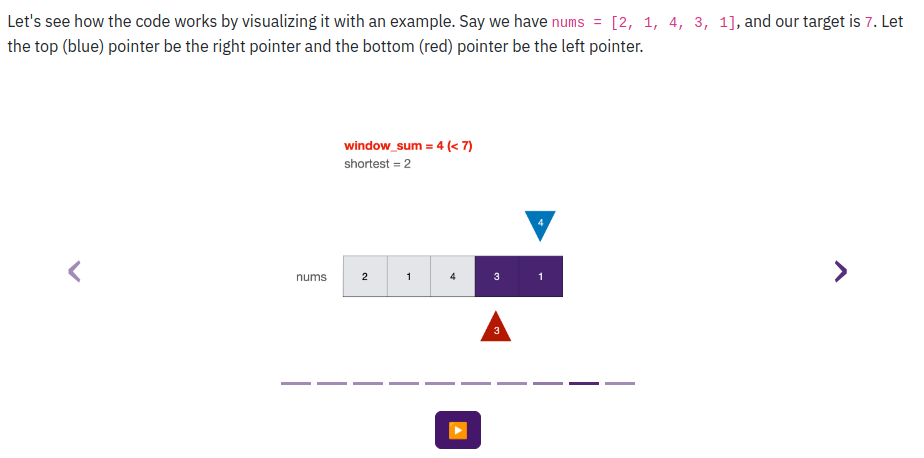 Let's see how the code works by visualizing it with an example. Say we have nums = [2, 1, 4, 3, 1], and our target is 7. Let
the top (blue) pointer be the right pointer and the bottom (red) pointer be the left pointer.
window_sum = 4 (< 7)
shortest = 2
4
nums 2 1 4 3 1
3